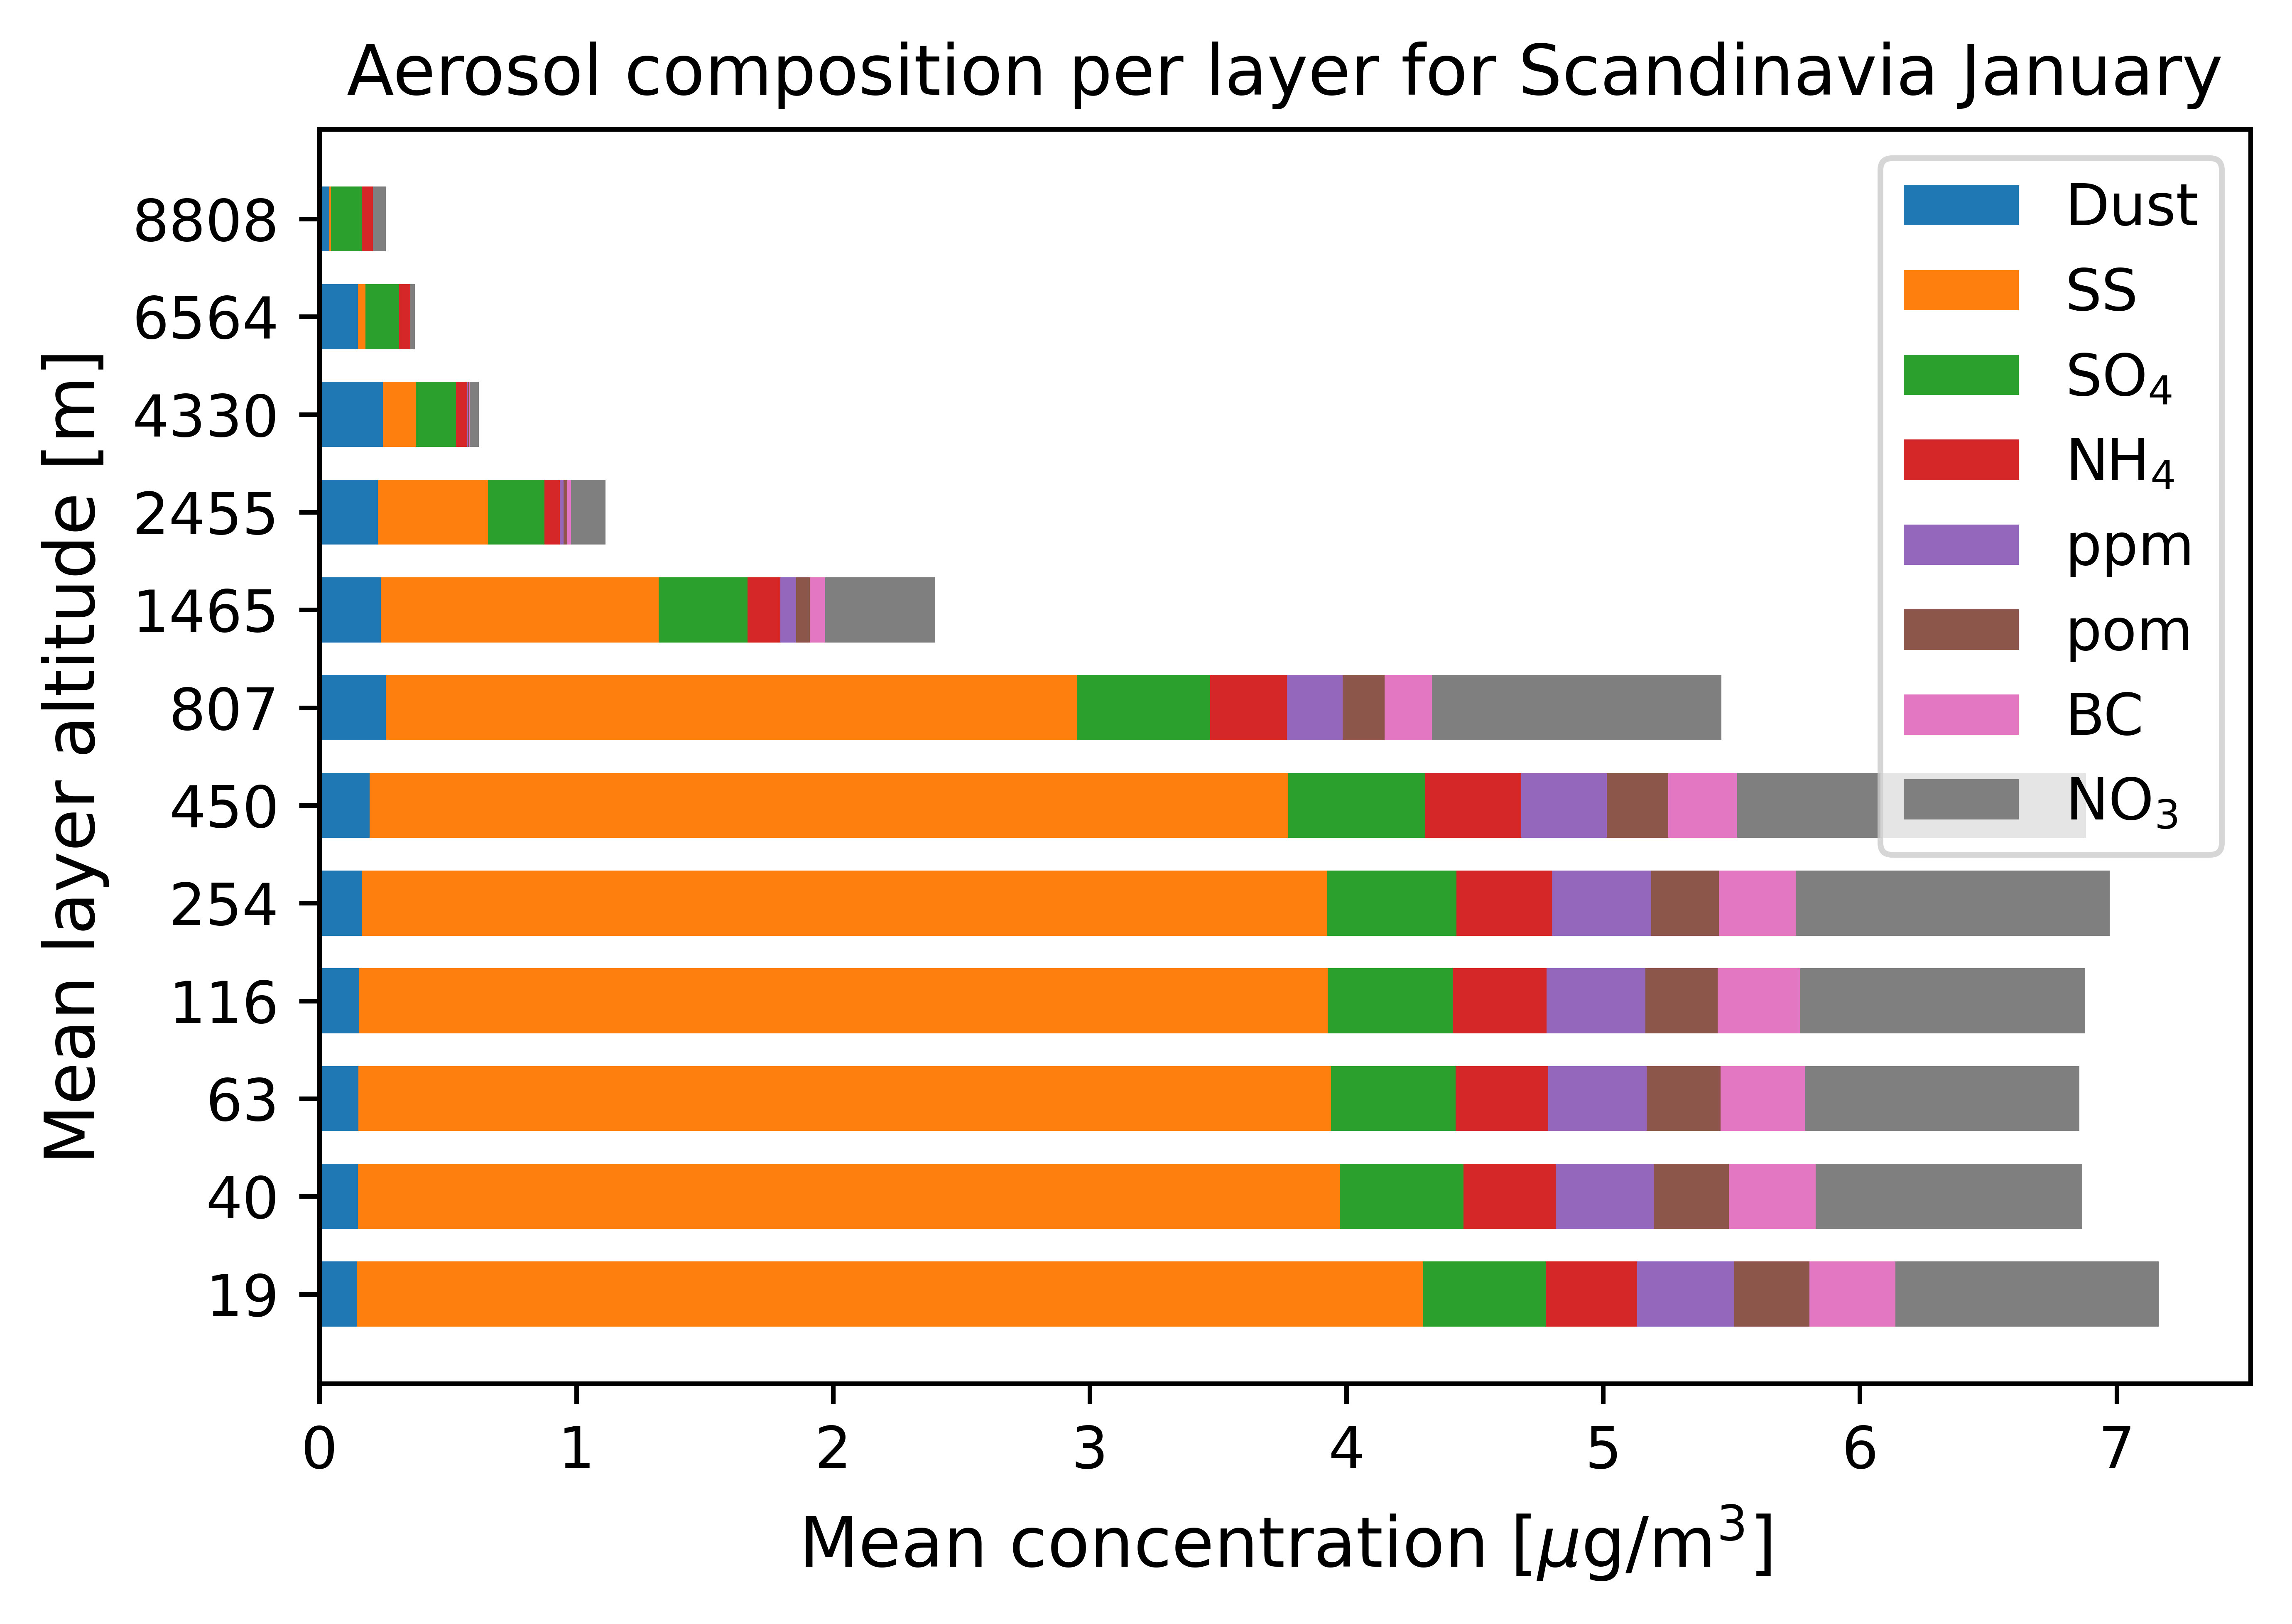 Aerosol composition per layer for Scandinavia January
Mean layer altitude [m]
8808
6564
4330
2455
1465
807
450
254
116
63
40
19
Dust
SS
SO₄
NH₄
ppm
pom
BC
NO₃
0 1 2 3 4 5 6 7
Mean concentration [μg/m³]